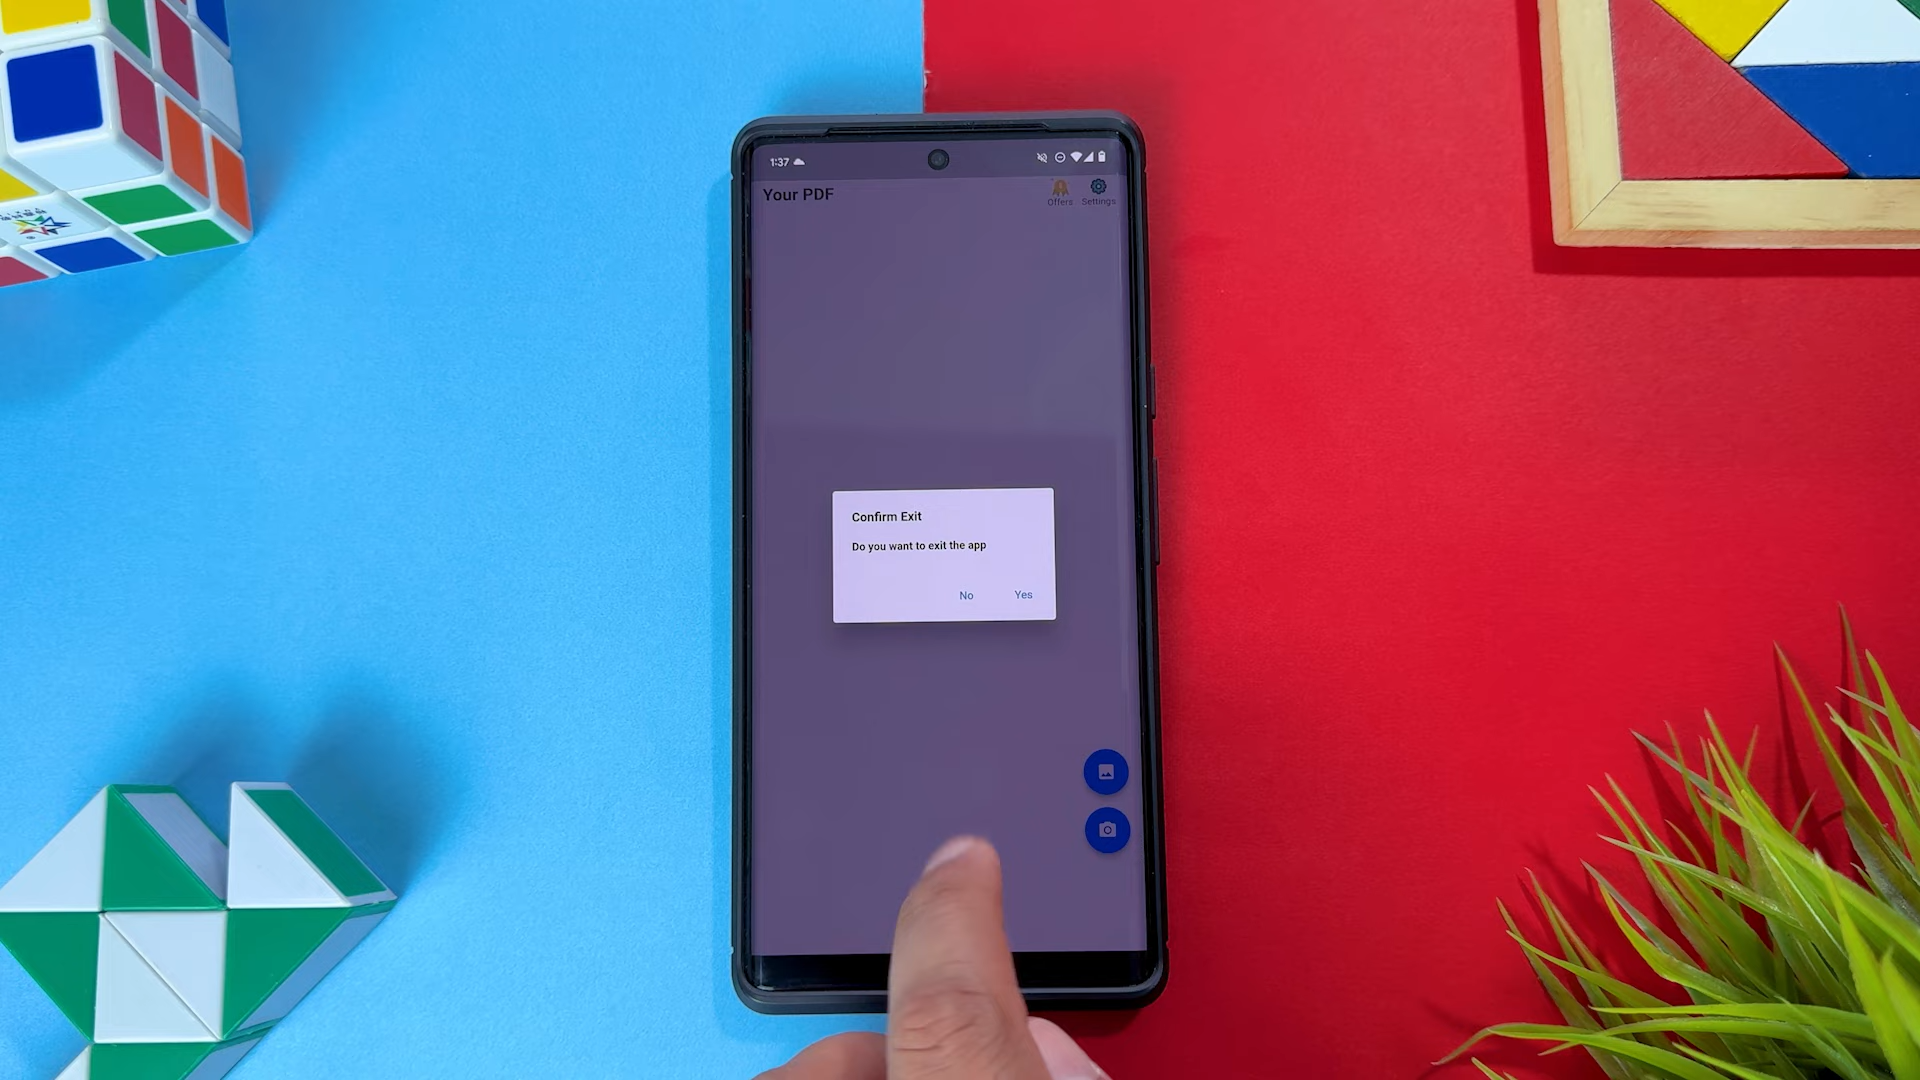 1:37
Your PDF
Offers
Settings
Confirm Exit
Do you want to exit the app
No
Yes